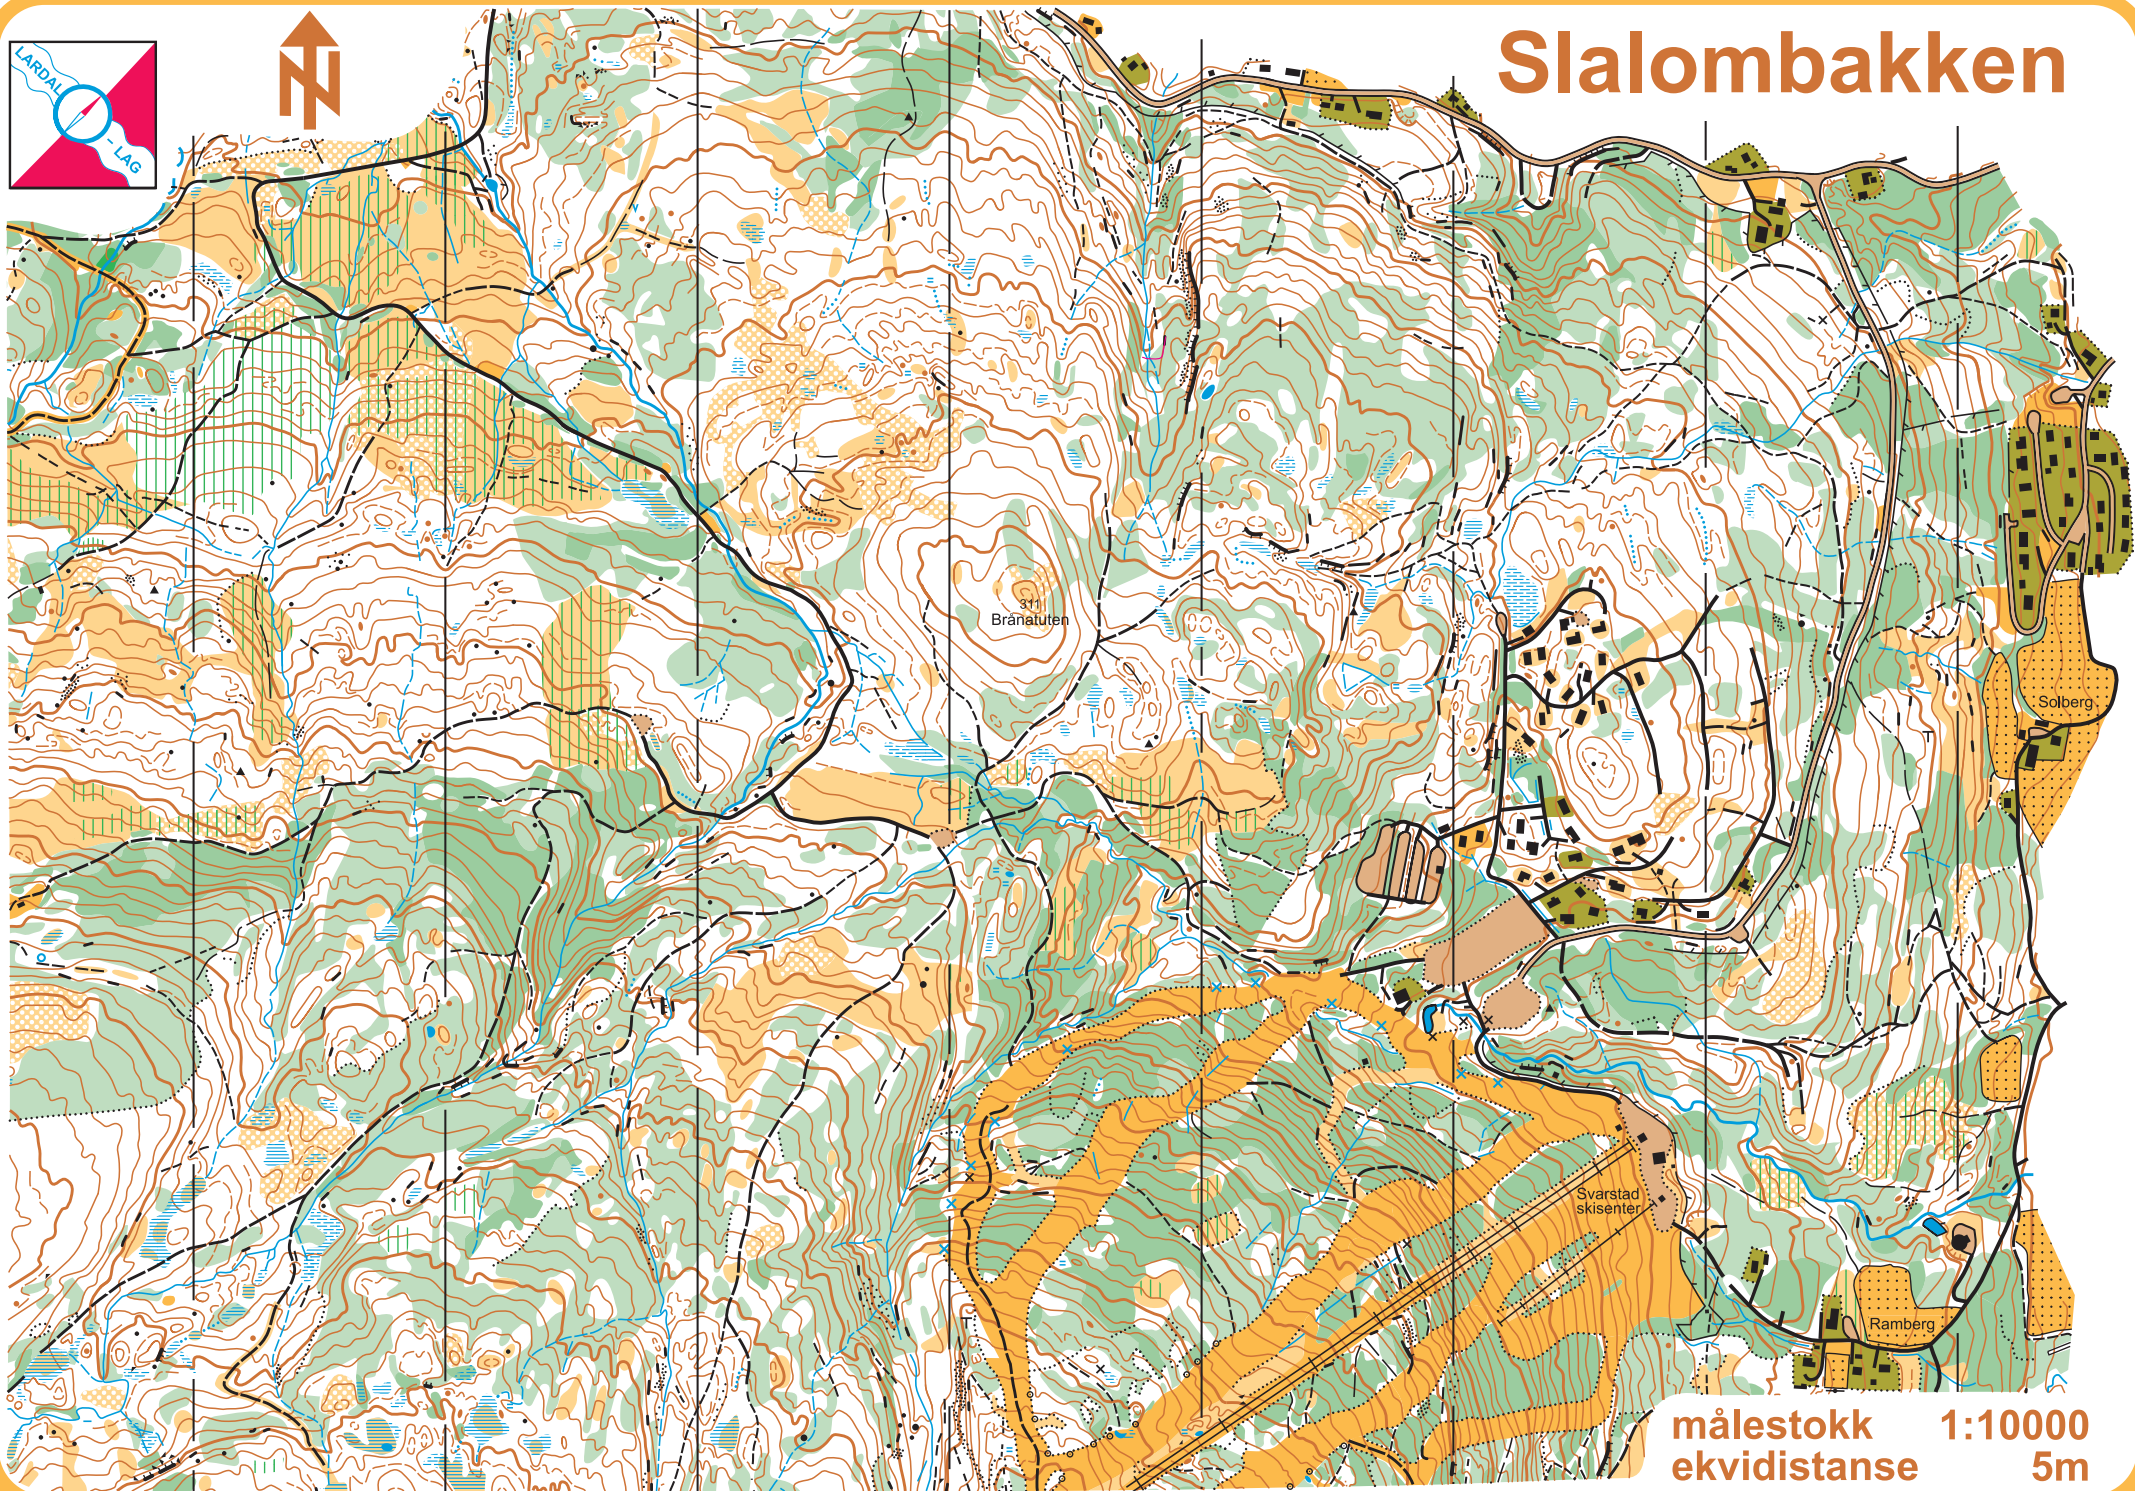 LARDAL
- LAG
N
Slalombakken
311
Brånatuten
Solberg
Svarstad
skisenter
Ramberg
målestokk 1:10000
ekvidistanse 5m